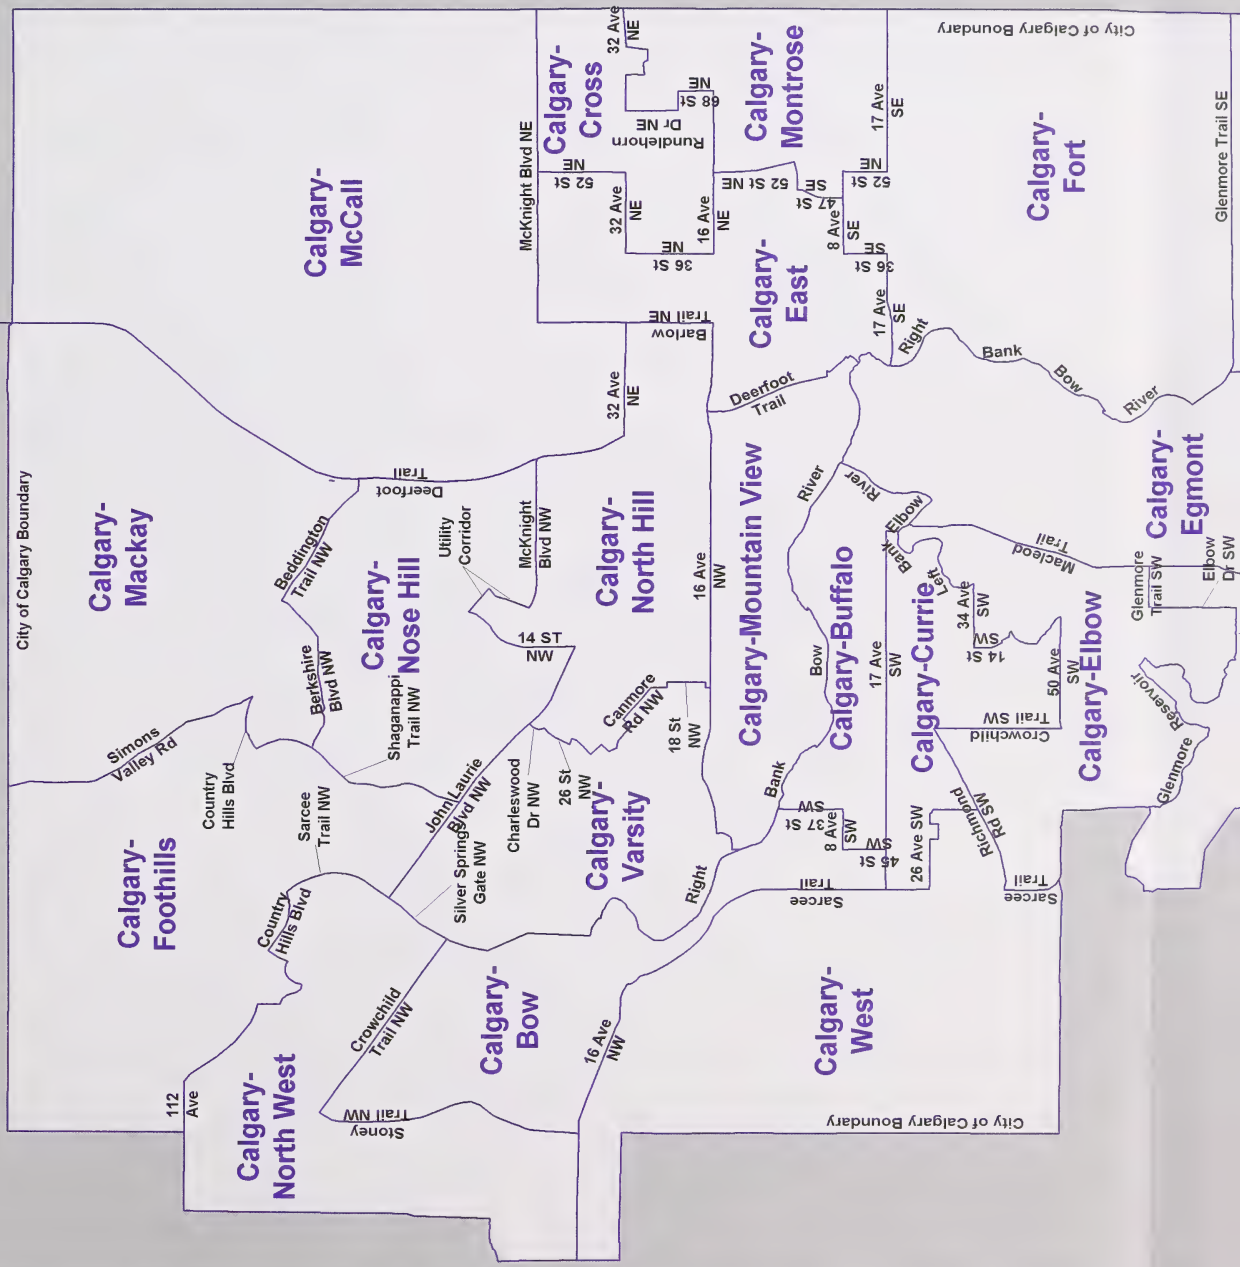 City of Calgary Boundary
Calgary-
Foothills
Simons
Valley Rd
Calgary-
Mackay
Calgary-
McCall
112
Ave
Country
Hills Blvd
Country
Hills Blvd
Sarcee
Trail NW
Calgary-
North West
Berkshire
Blvd NW
Beddington
Trail NW
Shaganappi
Trail NW
Calgary-
Nose Hill
Deerfoot
Trail
Stoney
Trail NW
Crowchild
Trail NW
Silver Springs
Gate NW
John Laurie
Blvd NW
Utility
Corridor
Calgary-
Bow
Charleswood
Dr NW
26 St
NW
14 ST
NW
McKnight
Blvd NW
McKnight Blvd NE
52 St
NE
Calgary-
Cross
32 Ave
NE
16 Ave
NW
Calgary-
Varsity
Canmore
Rd NW
Calgary-
North Hill
32 Ave
NE
32 Ave
NE
36 St
NE
Rundlehorn
Dr NE
68 St
NE
Barlow
Trail NE
18 St
NW
16 Ave
NW
16 Ave
NE
Right
Bank
Bow
River
Calgary-Mountain View
Deerfoot
Trail
Calgary-
East
52 St NE
Calgary-
Montrose
47 St
SE
Sarcee
Trail
37 St
SW
8 Ave
SW
45 St
SW
Calgary-Buffalo
River
Elbow
8 Ave
SE
52 St
NE
36 St
SE
Calgary-
West
17 Ave
SW
17 Ave
SE
17 Ave
SE
City of Calgary Boundary
26 Ave SW
Calgary-Currie
Bank
Left
Right
Bank
Bow
River
City of Calgary Boundary
Richmond
Rd SW
Crowchild
Trail SW
34 Ave
SW
14 St
SW
Macleod
Trail
Calgary-
Fort
Sarcee
Trail
50 Ave
SW
Calgary-Elbow
Glenmore
Reservoir
Glenmore
Trail SW
Elbow
Dr SW
Calgary-
Egmont
Glenmore Trail SE